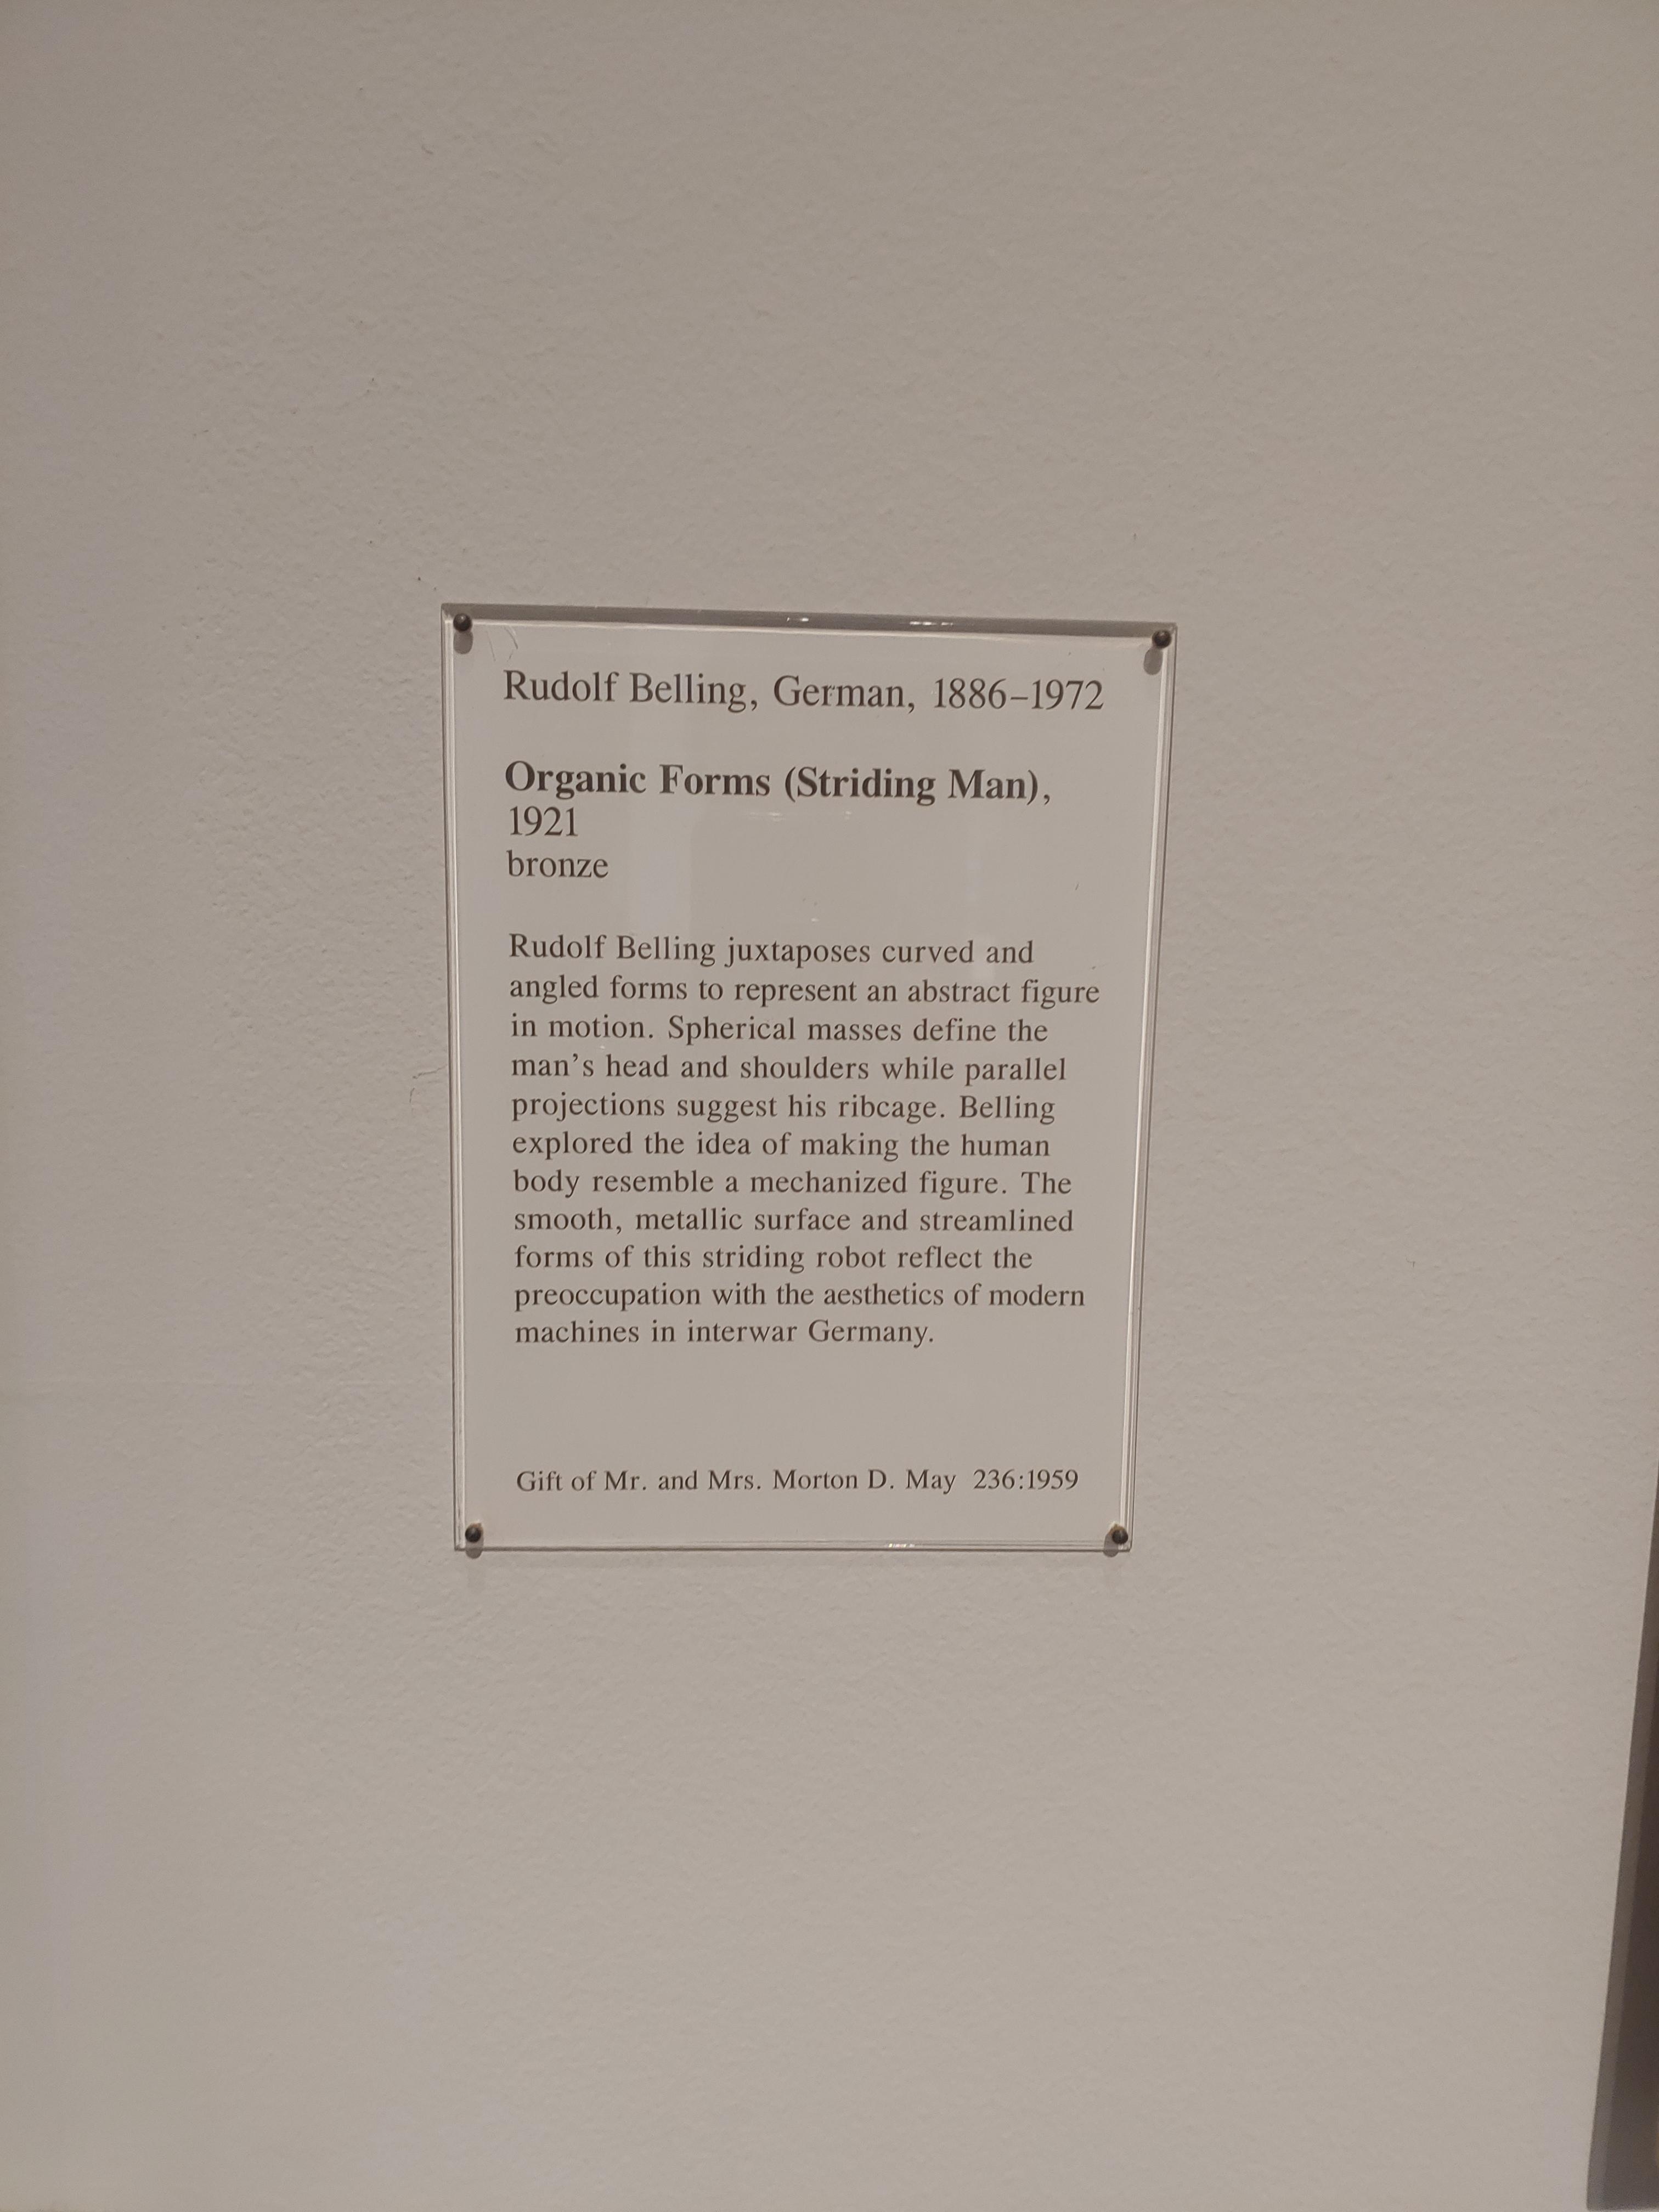 Rudolf Belling, German, 1886–1972
Organic Forms (Striding Man),
1921
bronze
Rudolf Belling juxtaposes curved and
angled forms to represent an abstract figure
in motion. Spherical masses define the
man's head and shoulders while parallel
projections suggest his ribcage. Belling
explored the idea of making the human
body resemble a mechanized figure. The
smooth, metallic surface and streamlined
forms of this striding robot reflect the
preoccupation with the aesthetics of modern
machines in interwar Germany.
Gift of Mr. and Mrs. Morton D. May 236:1959